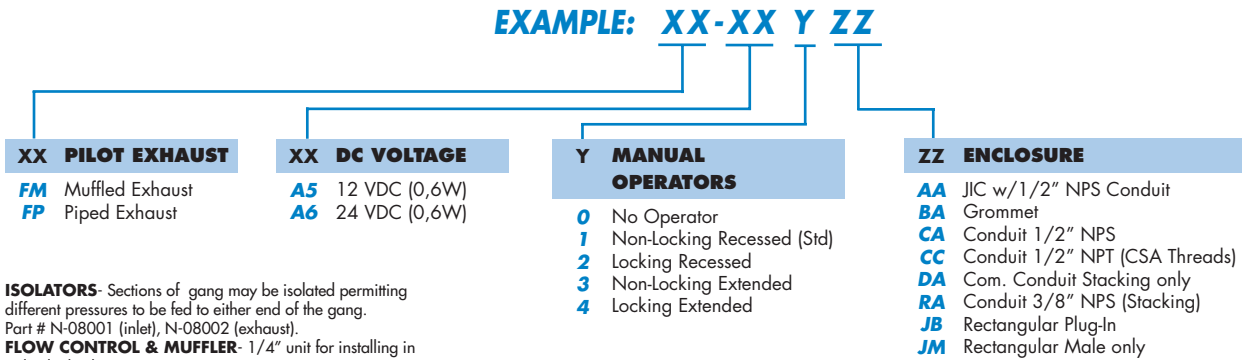 EXAMPLE: XX-XX Y ZZ
XX PILOT EXHAUST
FM Muffled Exhaust
FP Piped Exhaust
XX DC VOLTAGE
A5 12 VDC (0,6W)
A6 24 VDC (0,6W)
Y MANUAL
OPERATORS
0 No Operator
1 Non-Locking Recessed (Std)
2 Locking Recessed
3 Non-Locking Extended
4 Locking Extended
ZZ ENCLOSURE
AA JIC w/1/2” NPS Conduit
BA Grommet
CA Conduit 1/2” NPS
CC Conduit 1/2” NPT (CSA Threads)
DA Com. Conduit Stacking only
RA Conduit 3/8” NPS (Stacking)
JB Rectangular Plug-In
JM Rectangular Male only
ISOLATORS- Sections of gang may be isolated permitting
different pressures to be fed to either end of the gang.
Part # N-08001 (inlet), N-08002 (exhaust).
FLOW CONTROL & MUFFLER- 1/4” unit for installing in